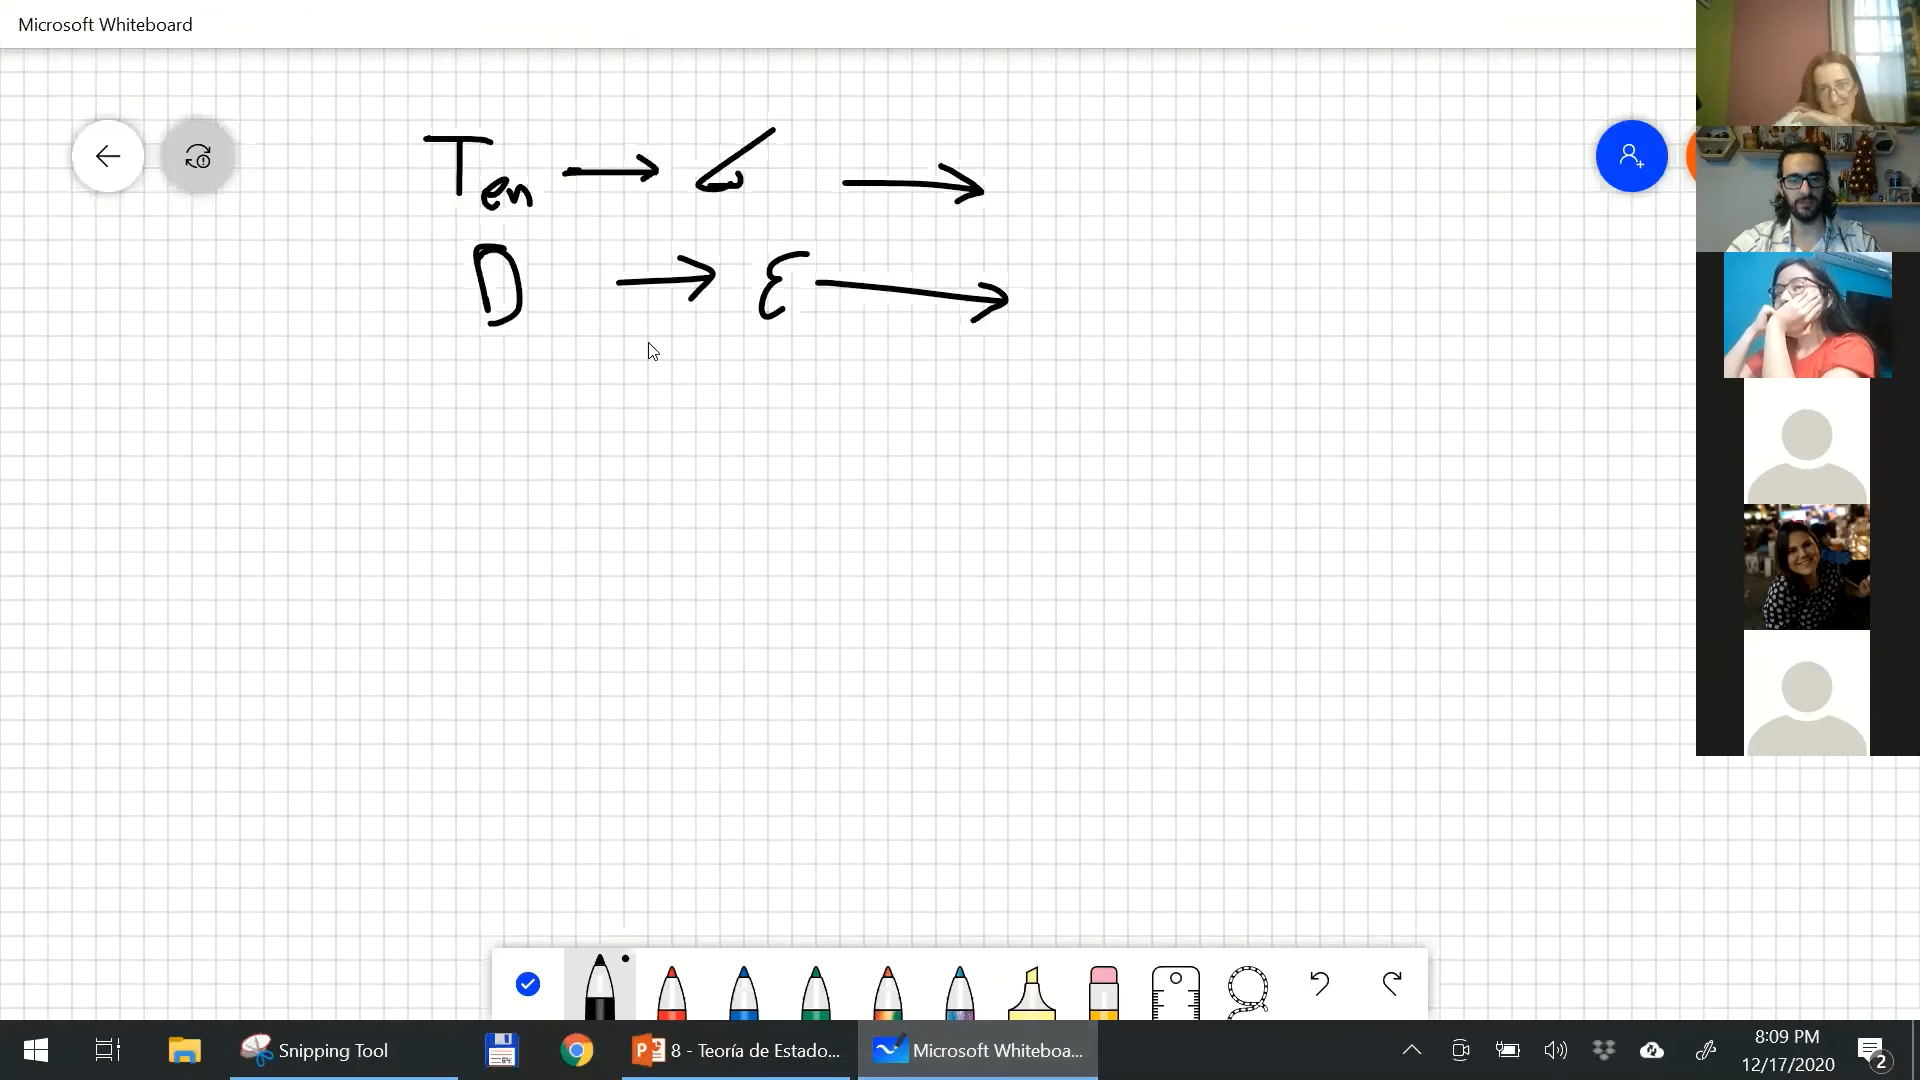 Microsoft Whiteboard
Ten → →
D → ε →
Snipping Tool
8 - Teoría de Estado...
Microsoft Whiteboa...
8:09 PM
12/17/2020
2